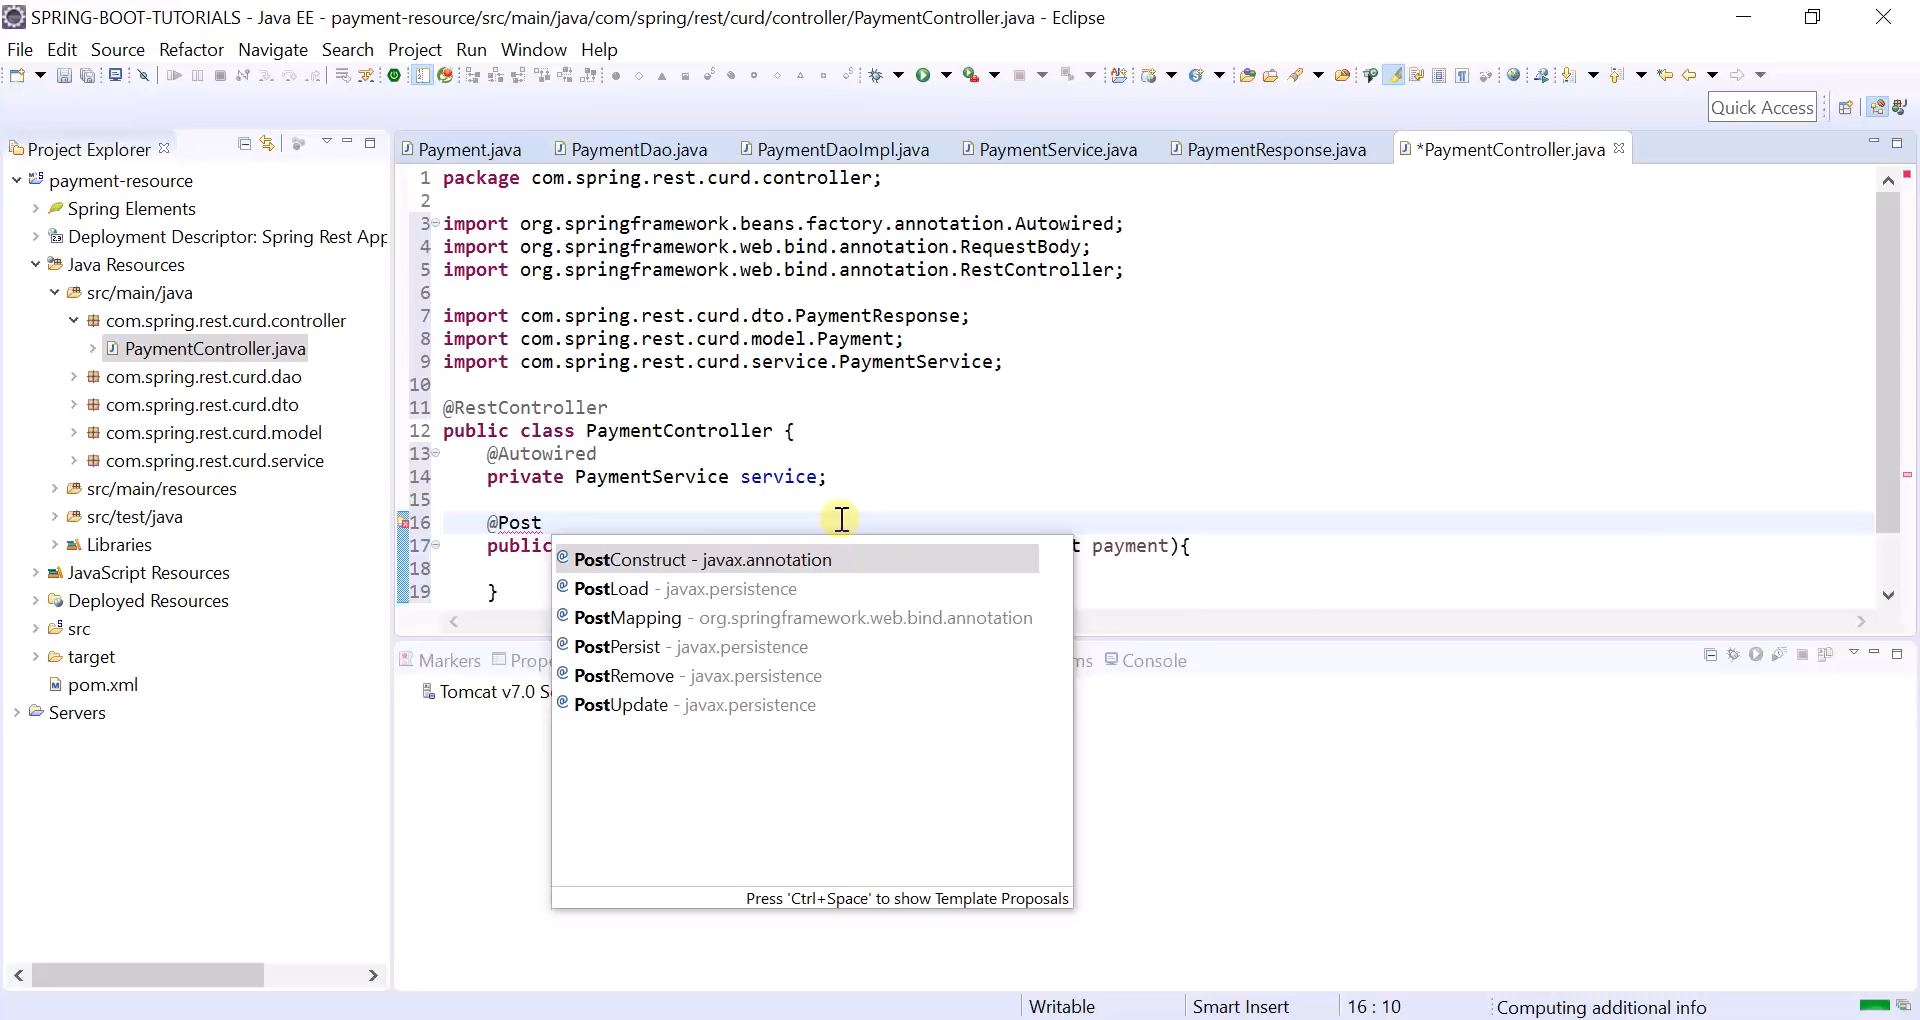 SPRING-BOOT-TUTORIALS - Java EE - payment-resource/src/main/java/com/spring/rest/curd/controller/PaymentController.java - Eclipse
File Edit Source Refactor Navigate Search Project Run Window Help
Quick Access
Project Explorer
payment-resource
Spring Elements
Deployment Descriptor: Spring Rest App
Java Resources
src/main/java
com.spring.rest.curd.controller
PaymentController.java
com.spring.rest.curd.dao
com.spring.rest.curd.dto
com.spring.rest.curd.model
com.spring.rest.curd.service
src/main/resources
src/test/java
Libraries
JavaScript Resources
Deployed Resources
src
target
pom.xml
Servers
Payment.java PaymentDao.java PaymentDaoImpl.java PaymentService.java PaymentResponse.java *PaymentController.java
1 package com.spring.rest.curd.controller;
2
3 import org.springframework.beans.factory.annotation.Autowired;
4 import org.springframework.web.bind.annotation.RequestBody;
5 import org.springframework.web.bind.annotation.RestController;
6
7 import com.spring.rest.curd.dto.PaymentResponse;
8 import com.spring.rest.curd.model.Payment;
9 import com.spring.rest.curd.service.PaymentService;
10
11 @RestController
12 public class PaymentController {
13 @Autowired
14 private PaymentService service;
15
16 @Post
17 public t payment){
18
19 }
PostConstruct - javax.annotation
PostLoad - javax.persistence
PostMapping - org.springframework.web.bind.annotation
PostPersist - javax.persistence
PostRemove - javax.persistence
PostUpdate - javax.persistence
Press 'Ctrl+Space' to show Template Proposals
Markers Prope ms Console
Tomcat v7.0 S
Writable Smart Insert 16 : 10 Computing additional info